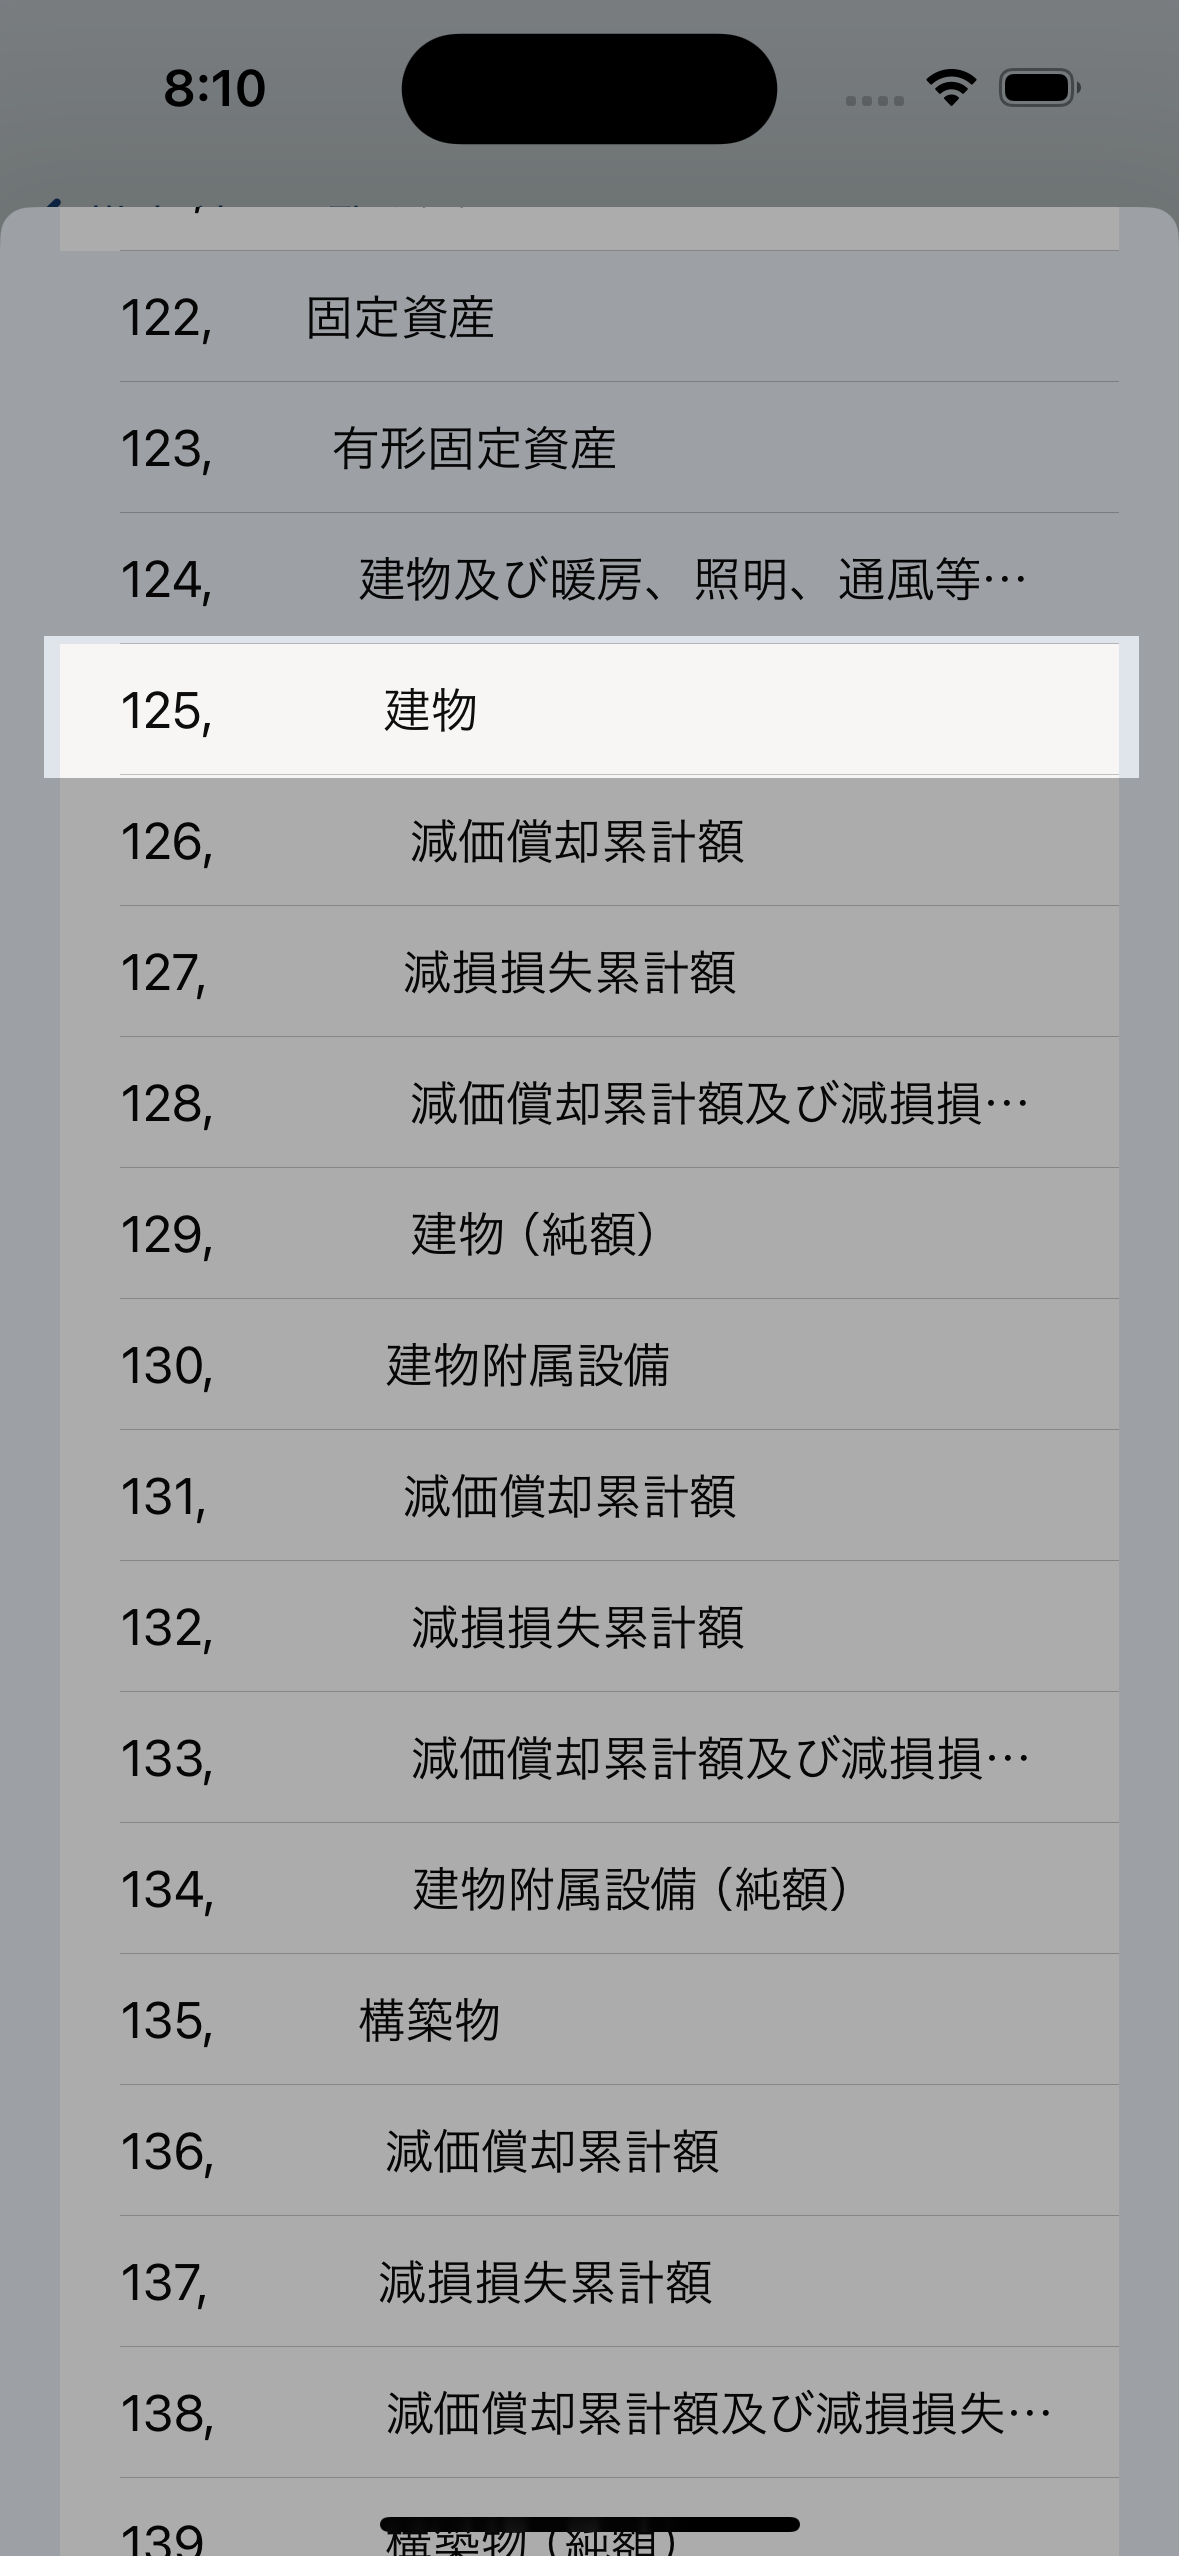 8:10
122, 固定資産
123, 有形固定資産
124, 建物及び暖房、照明、通風等…
125, 建物
126, 減価償却累計額
127, 減損損失累計額
128, 減価償却累計額及び減損損…
129, 建物（純額）
130, 建物附属設備
131, 減価償却累計額
132, 減損損失累計額
133, 減価償却累計額及び減損損…
134, 建物附属設備（純額）
135, 構築物
136, 減価償却累計額
137, 減損損失累計額
138, 減価償却累計額及び減損損失…
139 構築物（純額）